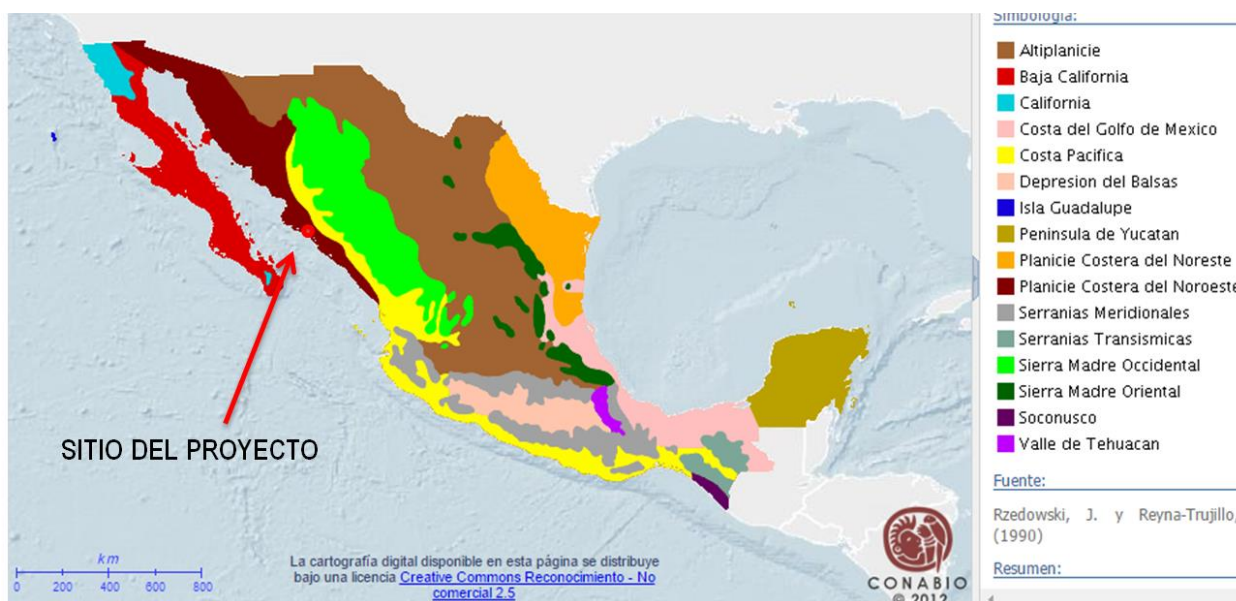 SITIO DEL PROYECTO
km
0 200 400 600 800
La cartografía digital disponible en esta página se distribuye
bajo una licencia Creative Commons Reconocimiento - No
comercial 2.5
CONABIO
© 2012
Simbología:
Altiplanicie
Baja California
California
Costa del Golfo de Mexico
Costa Pacifica
Depresion del Balsas
Isla Guadalupe
Peninsula de Yucatan
Planicie Costera del Noreste
Planicie Costera del Noroeste
Serranias Meridionales
Serranias Transismicas
Sierra Madre Occidental
Sierra Madre Oriental
Soconusco
Valle de Tehuacan
Fuente:
Rzedowski, J. y Reyna-Trujillo,
(1990)
Resumen: